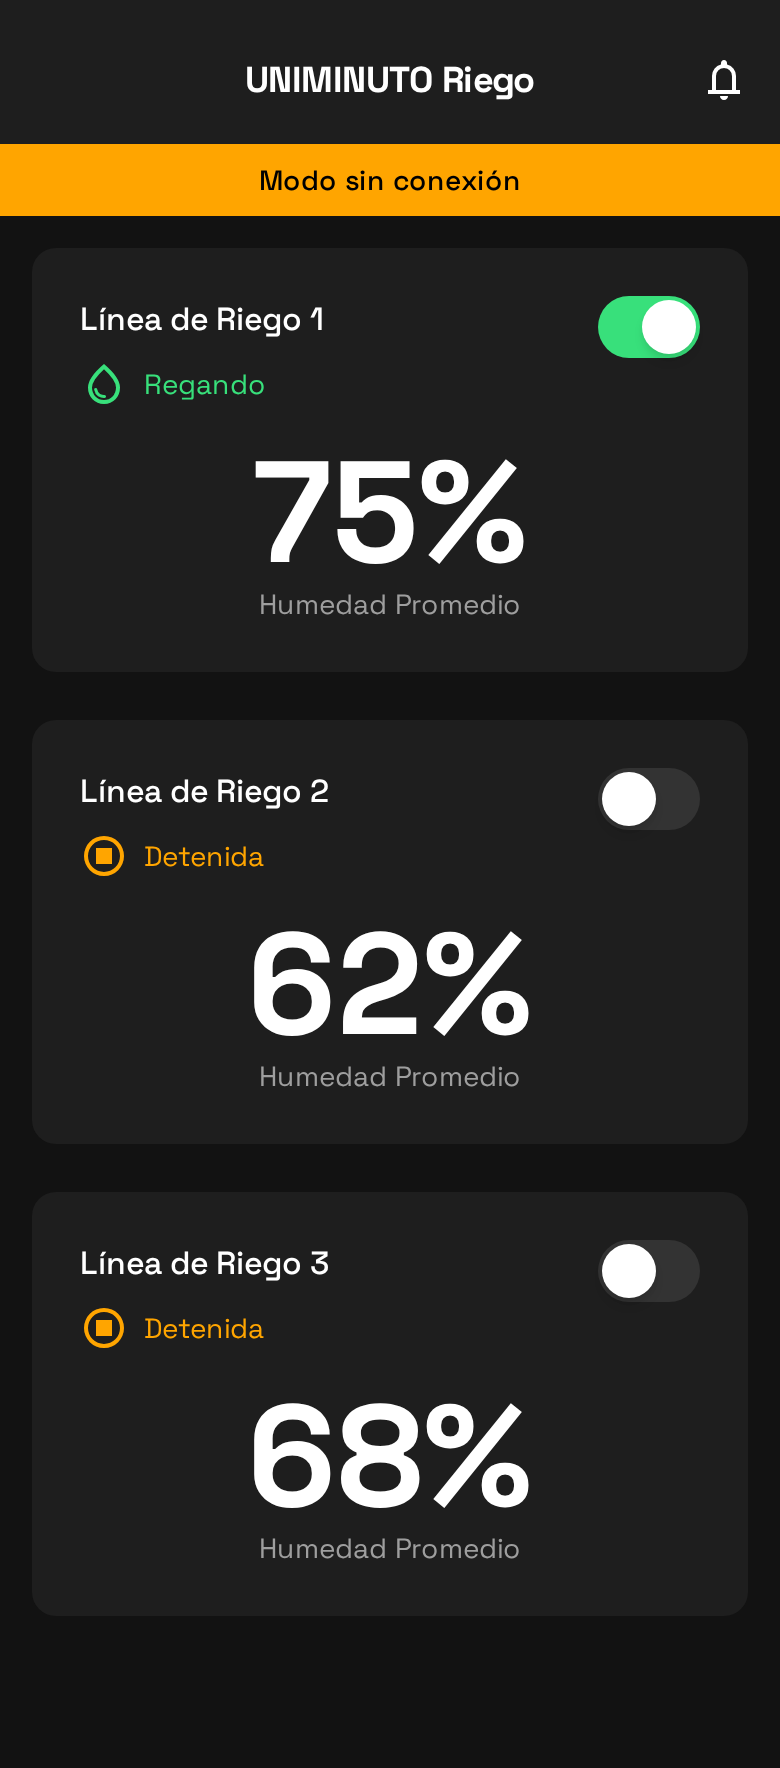 UNIMINUTO Riego
Modo sin conexión
Línea de Riego 1
Regando
75%
Humedad Promedio
Línea de Riego 2
Detenida
62%
Humedad Promedio
Línea de Riego 3
Detenida
68%
Humedad Promedio